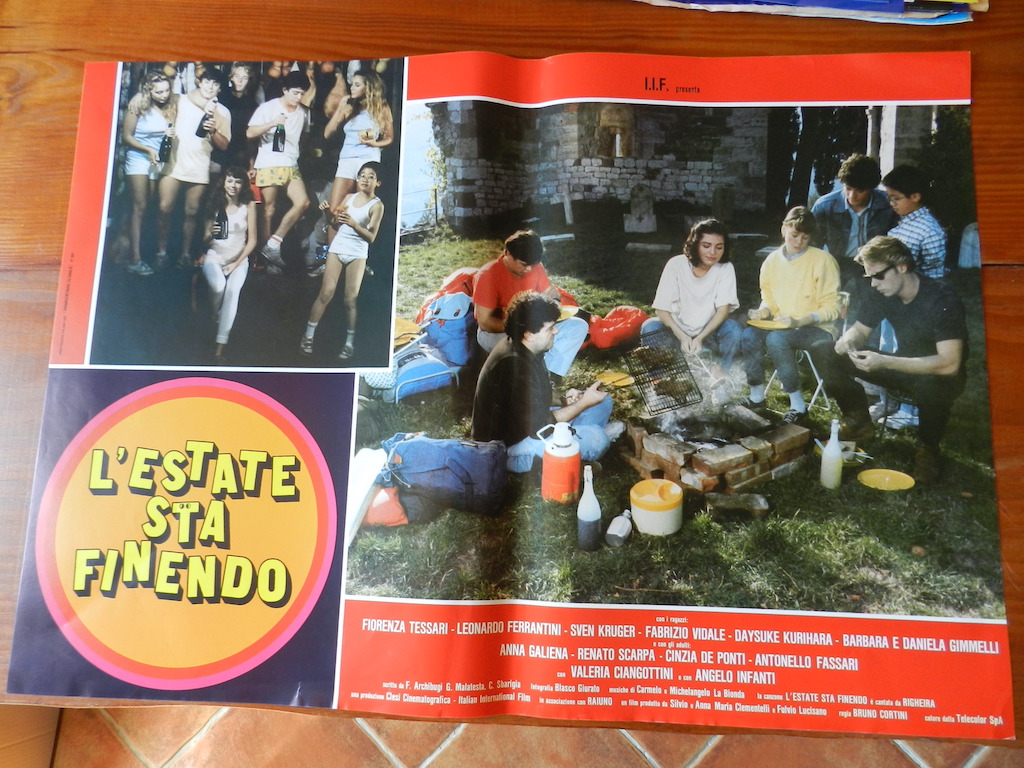 I.I.F. presenta
L'ESTATE
STA
FINENDO
con i ragazzi:
FIORENZA TESSARI - LEONARDO FERRANTINI - SVEN KRUGER - FABRIZIO VIDALE - DAYSUKE KURIHARA - BARBARA E DANIELA GIMMELLI
e con gli adulti:
ANNA GALIENA - RENATO SCARPA - CINZIA DE PONTI - ANTONELLO FASSARI
con VALERIA CIANGOTTINI e con ANGELO INFANTI
scritto da F. Archibugi G. Malatesta, C. Sbarigia fotografia Blasco Giurato musiche di Carmelo e Michelangelo La Bionda la canzone L'ESTATE STA FINENDO è cantata da RIGHEIRA
una produzione Clesi Cinematografica - Italian International Film in associazione con RAIUNO un film prodotto da Silvio e Anna Maria Clementelli e Fulvio Lucisano regia BRUNO CORTINI colore della Telecolor SpA